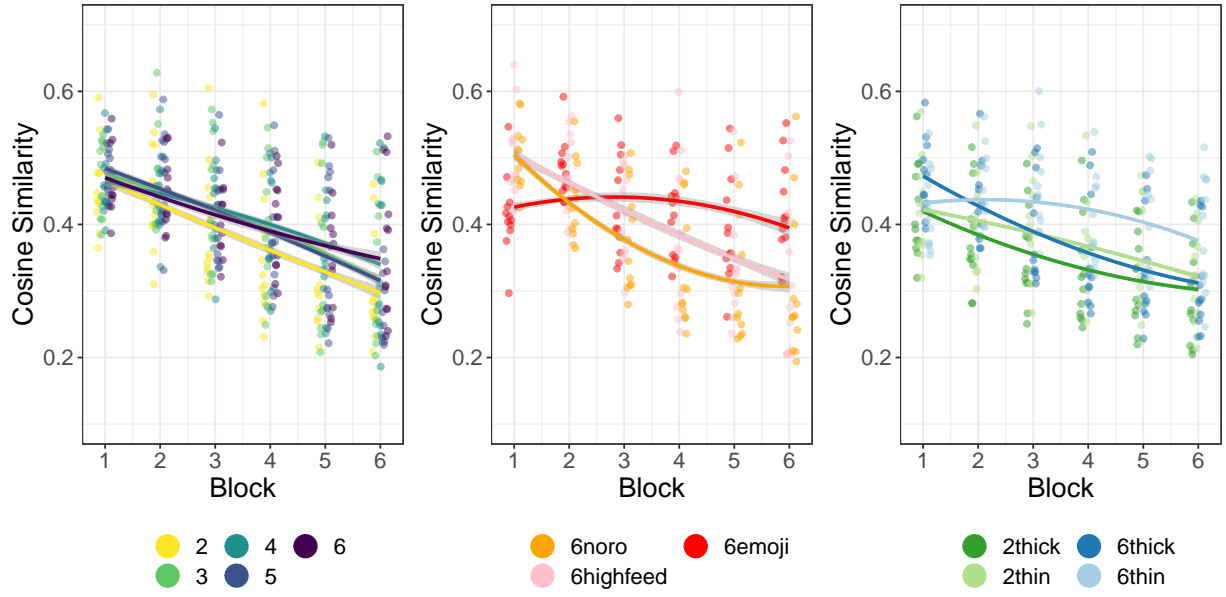 Cosine Similarity
0.6
0.4
0.2
1 2 3 4 5 6
Block
2 4 6
3 5
Cosine Similarity
0.6
0.4
0.2
1 2 3 4 5 6
Block
6noro 6emoji
6highfeed
Cosine Similarity
0.6
0.4
0.2
1 2 3 4 5 6
Block
2thick 6thick
2thin 6thin